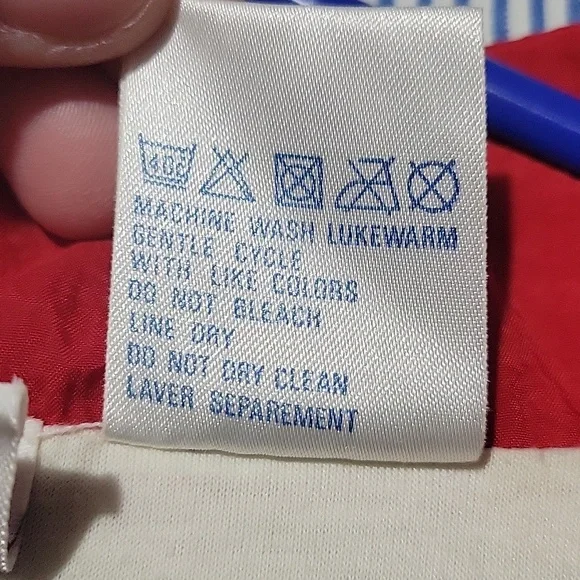 40c
MACHINE WASH LUKEWARM
GENTLE CYCLE
WITH LIKE COLORS
DO NOT BLEACH
LINE DRY
DO NOT DRY CLEAN
LAVER SEPAREMENT